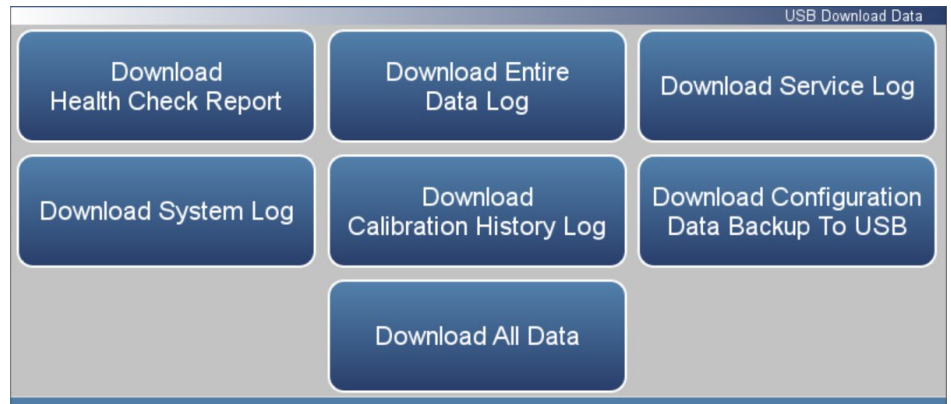 USB Download Data
Download
Health Check Report
Download Entire
Data Log
Download Service Log
Download System Log
Download
Calibration History Log
Download Configuration
Data Backup To USB
Download All Data